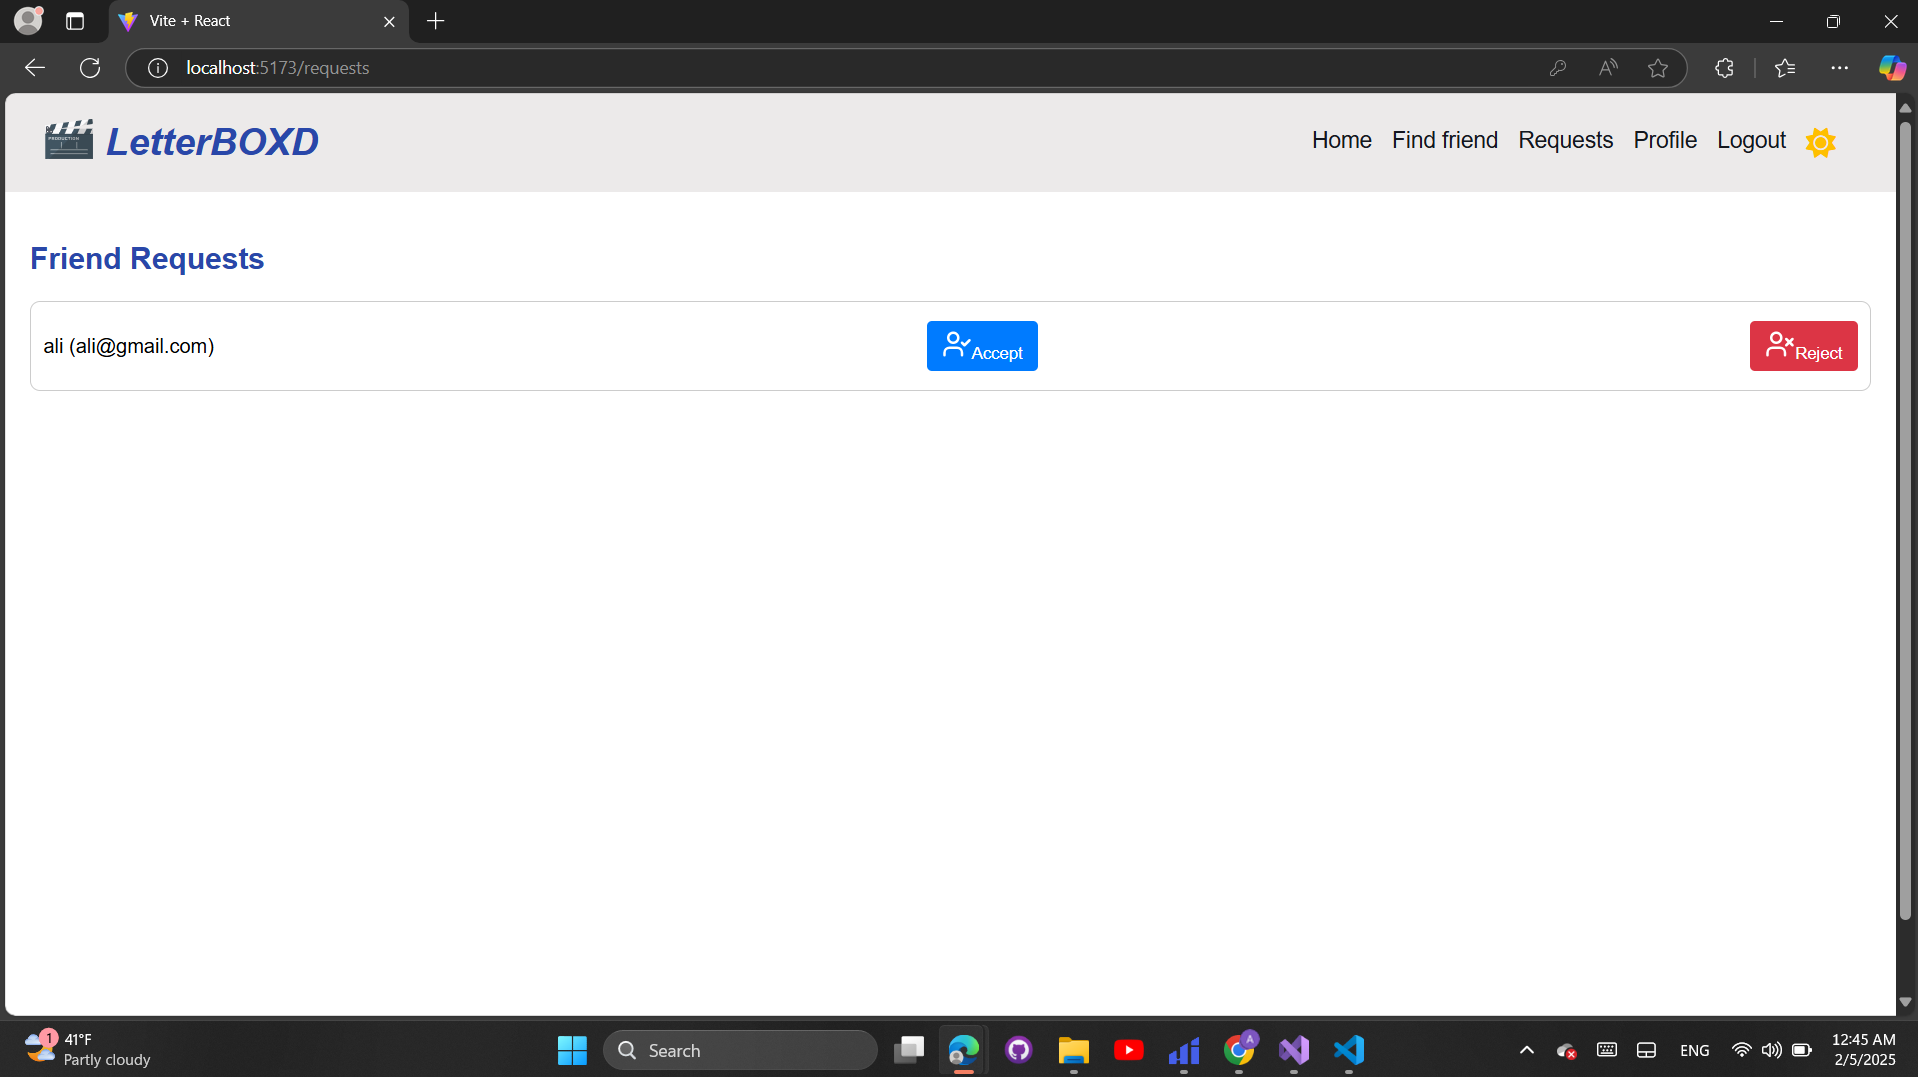 Vite + React
localhost:5173/requests
PRODUCTION
LetterBOXD
Home
Find friend
Requests
Profile
Logout
Friend Requests
ali (ali@gmail.com)
Accept
Reject
1
41°F
Partly cloudy
Search
A
ENG
12:45 AM
2/5/2025